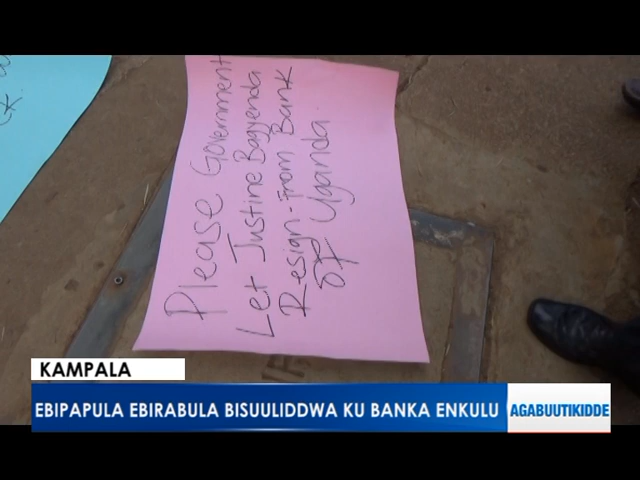 Please Government
Let Justine Bagyenda
Resign-From Bank
Of Uganda
KAMPALA
EBIPAPULA EBIRABULA BISUULIDDWA KU BANKA ENKULU
AGABUUTIKIDDE